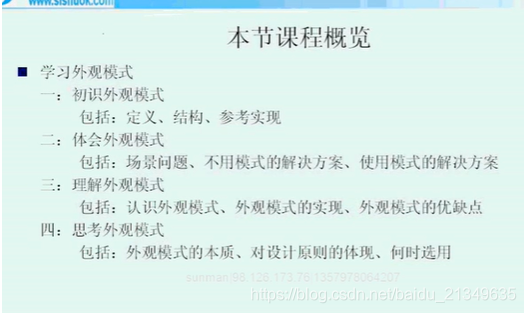 www.sishuok.com
本节课程概览
■ 学习外观模式
一：初识外观模式
包括：定义、结构、参考实现
二：体会外观模式
包括：场景问题、不用模式的解决方案、使用模式的解决方案
三：理解外观模式
包括：认识外观模式、外观模式的实现、外观模式的优缺点
四：思考外观模式
包括：外观模式的本质、对设计原则的体现、何时选用
https://blog.csdn.net/baidu_21349635